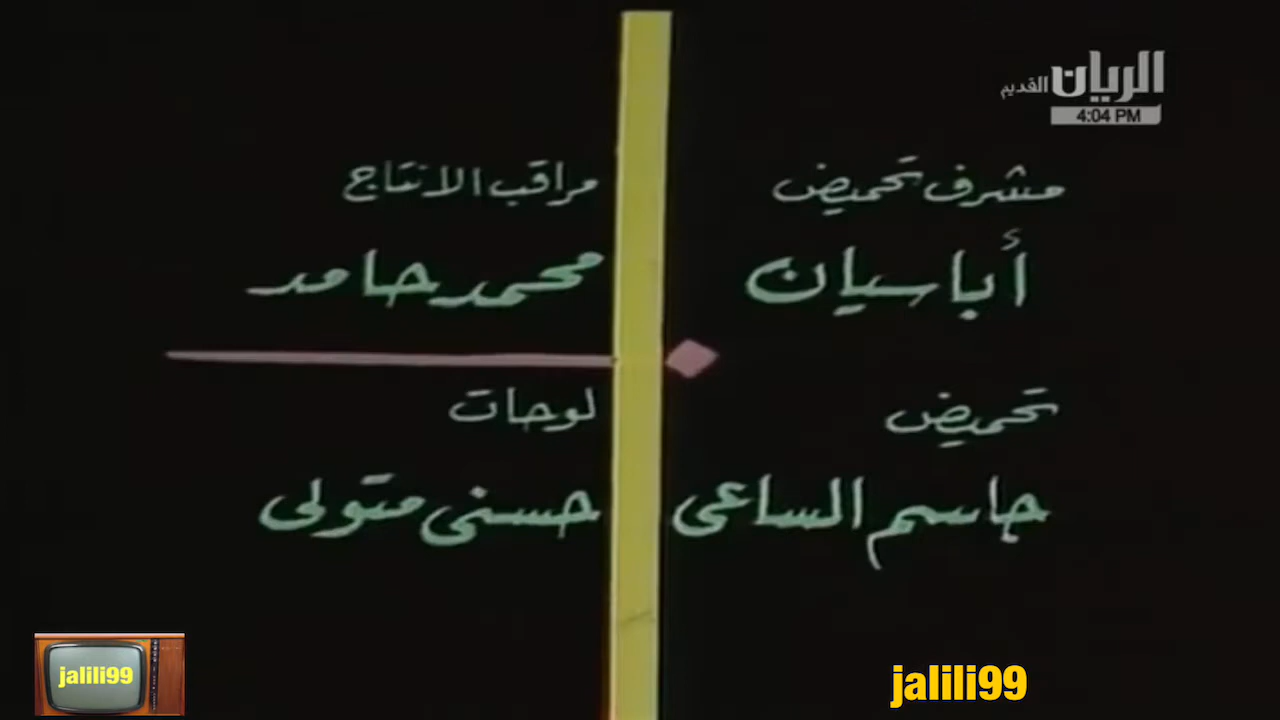 الريان القديم
4:04 PM
مشرف تحميض
أباسيان
مراقب الانتاج
محمد حامد
تحميض
جاسم الساعى
لوحات
حسنى متولى
jalili99
jalili99